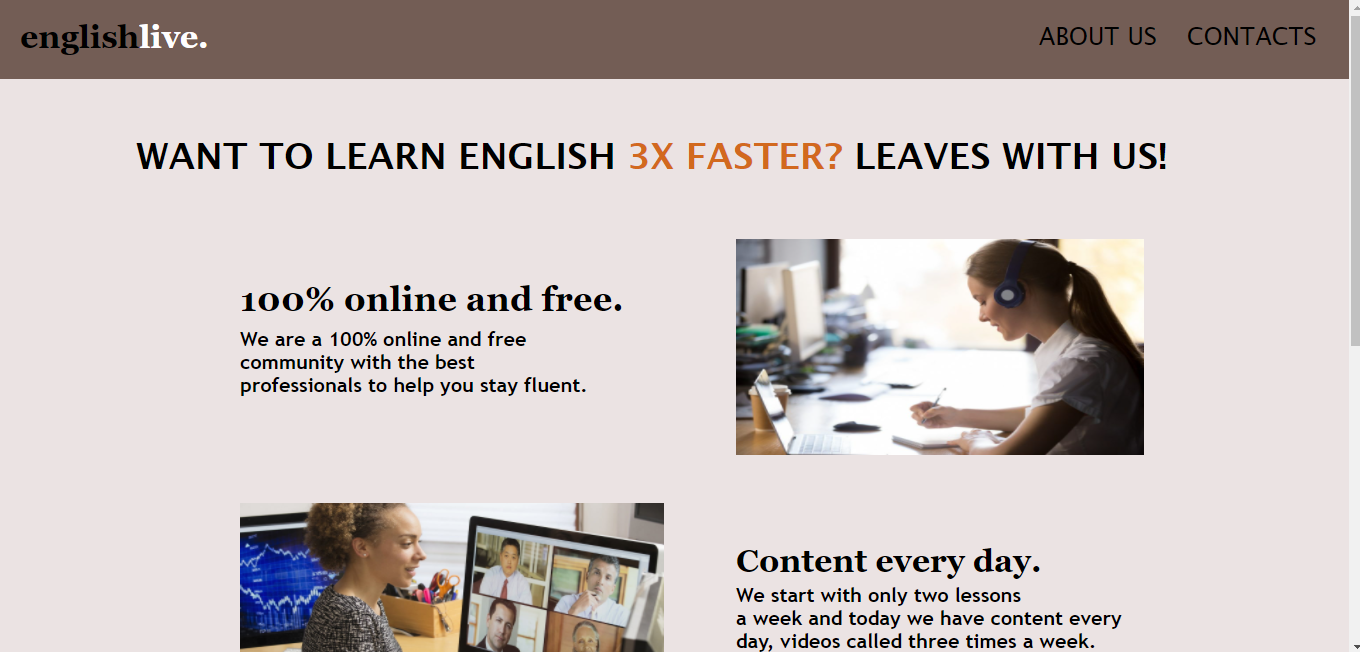 englishlive.
ABOUT US
CONTACTS
WANT TO LEARN ENGLISH 3X FASTER? LEAVES WITH US!
100% online and free.
We are a 100% online and free
community with the best
professionals to help you stay fluent.
Content every day.
We start with only two lessons
a week and today we have content every
day, videos called three times a week.